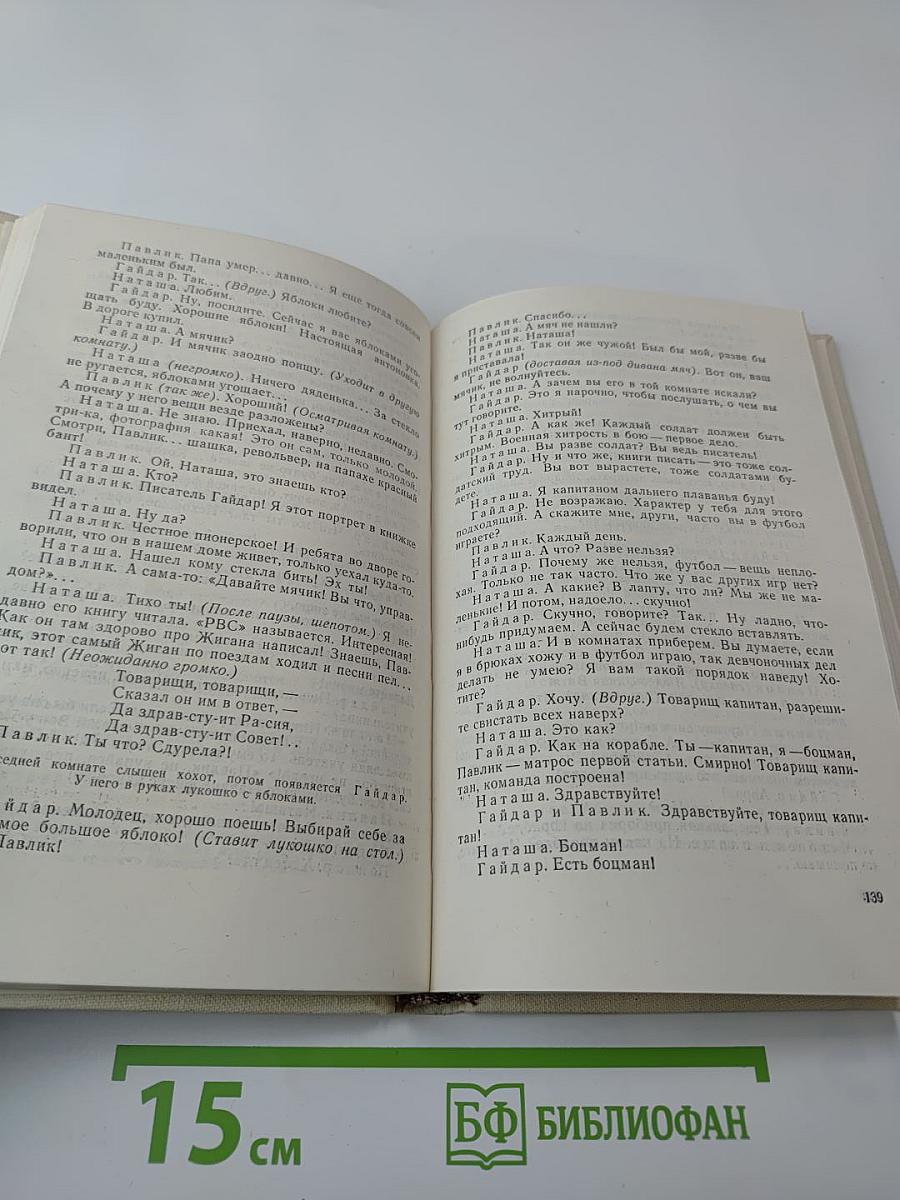 Павлик. Папа умер... давно... Я еще тогда совсем
маленьким был.
Гайдар. Так... (Вдруг.) Яблоки любите?
Наташа. Любим.
Гайдар. Ну, посидите. Сейчас я вас яблоками уго-
щать буду. Хорошие яблоки! Настоящая антоновка.
В дороге купил.
Наташа. А мячик?
Гайдар. И мячик заодно поищу. (Уходит в другую
комнату.)
Наташа (негромко). Ничего дяденька... За стекло
не ругается, яблоками угощает...
Павлик (так же). Хороший! (Осматривая комнату.)
А почему у него вещи везде разложены?
Наташа. Не знаю. Приехал, наверно, недавно. Смо-
три-ка, фотография какая! Это он сам, только молодой.
Смотри, Павлик... шашка, револьвер, на папахе красный
бант!
Павлик. Ой, Наташа, это знаешь кто?
Наташа. Кто?
Павлик. Писатель Гайдар! Я этот портрет в книжке
видел.
Наташа. Ну да?
Павлик. Честное пионерское! И ребята во дворе го-
ворили, что он в нашем доме живет, только уехал куда-то.
Наташа. Нашел кому стекла бить! Эх ты!
Павлик. А сама-то: «Давайте мячик! Вы что, управ-
дом?»...
Наташа. Тихо ты! (После паузы, шепотом.) Я не-
давно его книгу читала. «РВС» называется. Интересная!
Как он там здорово про Жигана написал! Знаешь, Пав-
ик, этот самый Жиган по поездам ходил и песни пел...
от так! (Неожиданно громко.)
Товарищи, товарищи, —
Сказал он им в ответ, —
Да здрав-сту-ит Ра-сия,
Да здрав-сту-ит Совет!..
Павлик. Ты что? Сдурела?!
седней комнате слышен хохот, потом появляется Гайдар.
У него в руках лукошко с яблоками.
йдар. Молодец, хорошо поешь! Выбирай себе за
мое большое яблоко! (Ставит лукошко на стол.)
Павлик!
Павлик. Спасибо...
Наташа. А мяч не нашли?
Павлик. Наташа!
Наташа. Так он же чужой! Был бы мой, разве бы
я приставала!
Гайдар (доставая из-под дивана мяч). Вот он, ваш
мячик, не волнуйтесь.
Наташа. А зачем вы его в той комнате искали?
Гайдар. Это я нарочно, чтобы послушать, о чем вы
тут говорите.
Наташа. Хитрый!
Гайдар. А как же! Каждый солдат должен быть
хитрым. Военная хитрость в бою — первое дело.
Наташа. Вы разве солдат? Вы ведь писатель!
Гайдар. Ну и что же, книги писать — это тоже сол-
датский труд. Вы вот вырастете, тоже солдатами бу-
дете.
Наташа. Я капитаном дальнего плаванья буду!
Гайдар. Не возражаю. Характер у тебя для этого
подходящий. А скажите мне, други, часто вы в футбол
играете?
Павлик. Каждый день.
Наташа. А что? Разве нельзя?
Гайдар. Почему же нельзя, футбол — вещь непло-
хая. Только не так часто. Что же у вас других игр нет?
Наташа. А какие? В лапту, что ли? Мы же не ма-
ленькие! И потом, надоело... скучно!
Гайдар. Скучно, говорите? Так... Ну ладно, что-
нибудь придумаем. А сейчас будем стекло вставлять.
Наташа. И в комнатах приберем. Вы думаете, если
я в брюках хожу и в футбол играю, так девчоночных дел
делать не умею? Я вам такой порядок наведу! Хо-
тите?
Гайдар. Хочу. (Вдруг.) Товарищ капитан, разреши-
те свистать всех наверх?
Наташа. Это как?
Гайдар. Как на корабле. Ты — капитан, я — боцман,
Павлик — матрос первой статьи. Смирно! Товарищ капи-
тан, команда построена!
Наташа. Здравствуйте!
Гайдар и Павлик. Здравствуйте, товарищ капи-
тан!
Наташа. Боцман!
Гайдар. Есть боцман!
139
15 см
БФ БИБЛИОФАН